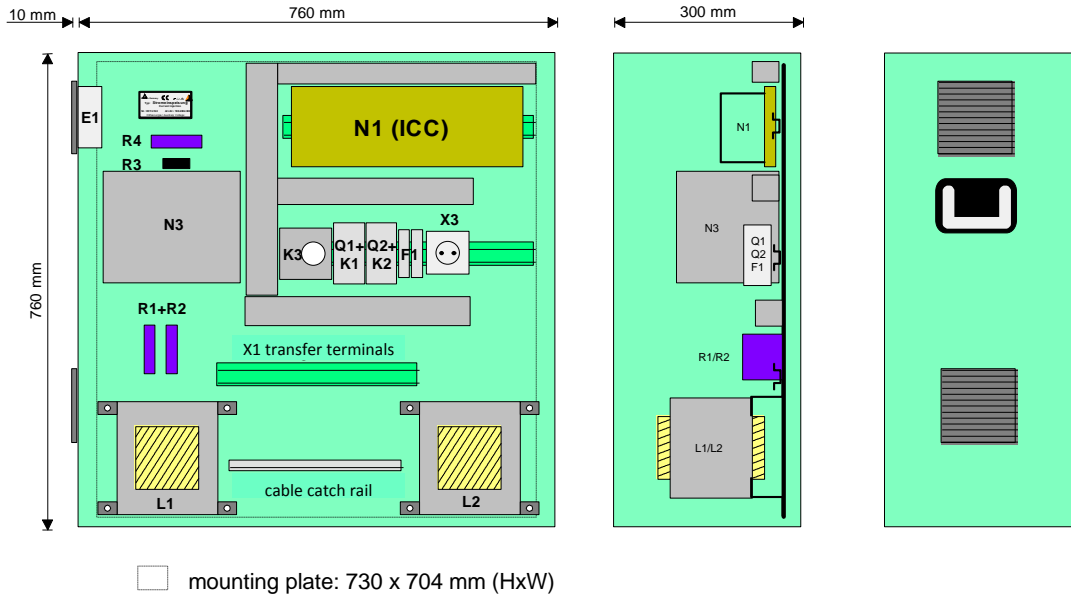 10 mm
760 mm
300 mm
760 mm
E1
R4
R3
N1 (ICC)
N3
K3
Q1+
K1
Q2+
K2
F1
X3
R1+R2
X1 transfer terminals
cable catch rail
L1
L2
N1
N3
Q1
Q2
F1
R1/R2
L1/L2
mounting plate: 730 x 704 mm (HxW)